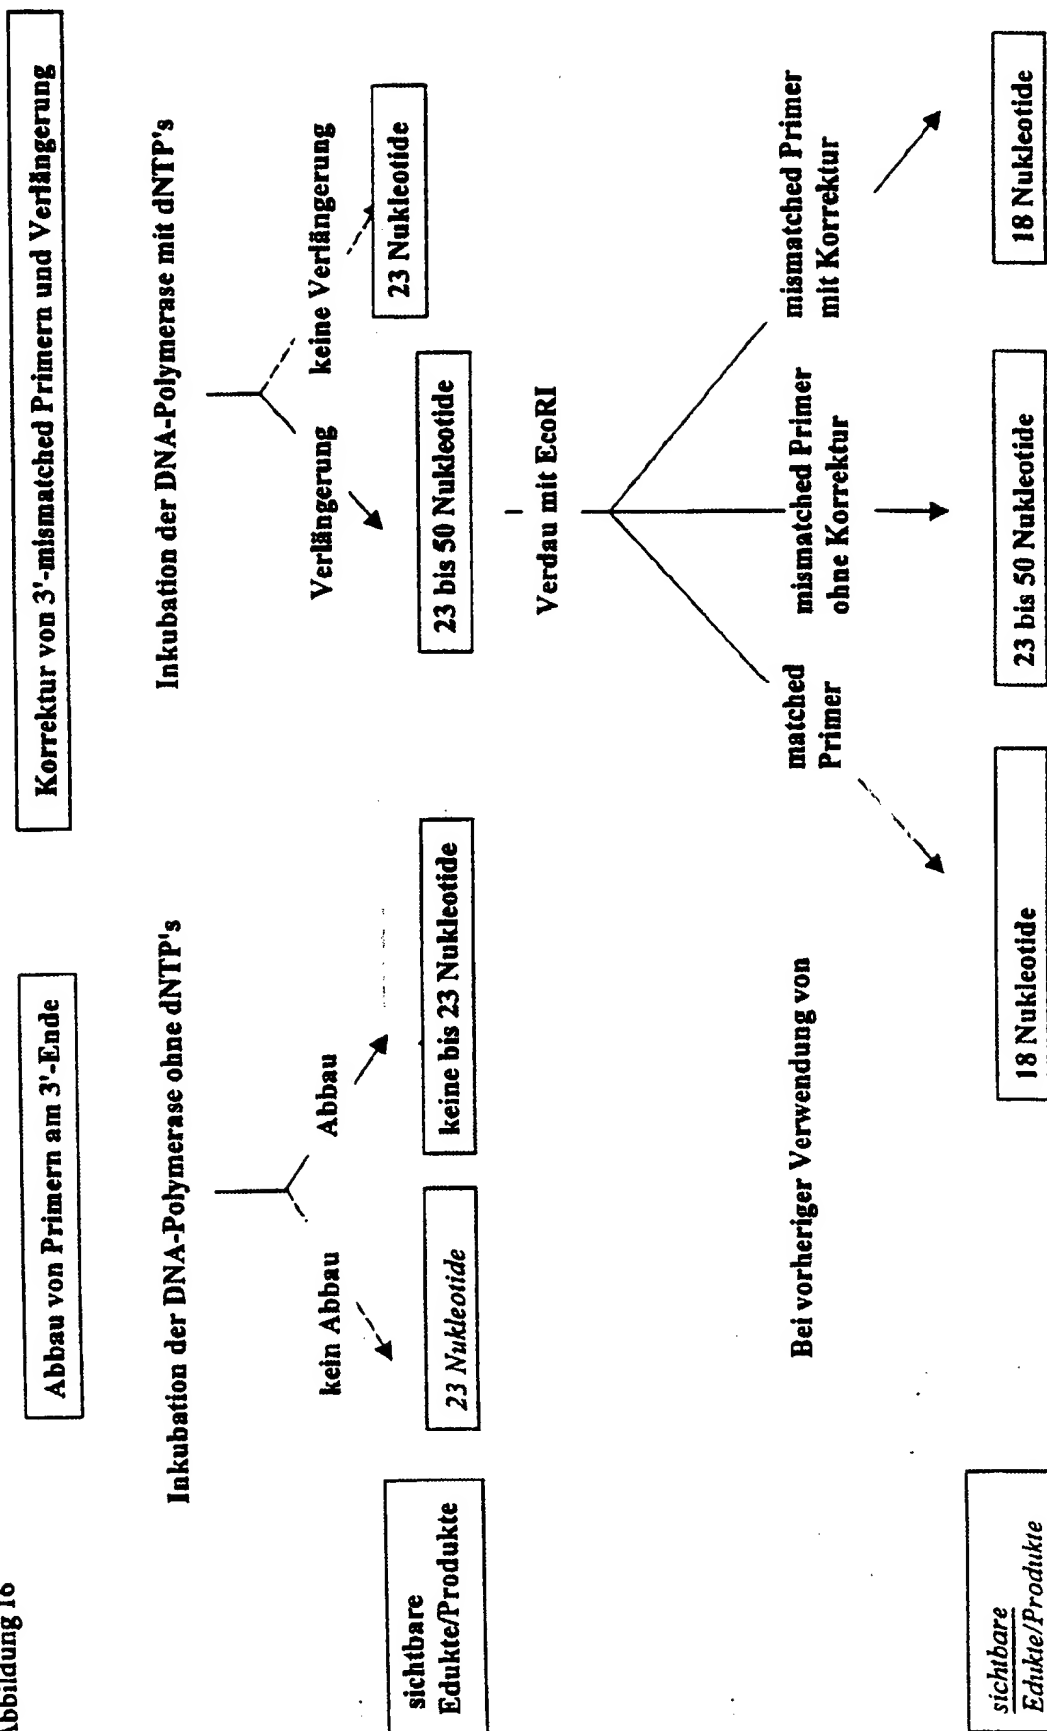 Abbildung 16
Abbau von Primern am 3'-Ende
Korrektur von 3'-mismatched Primern und Verlängerung
Inkubation der DNA-Polymerase ohne dNTP's
Inkubation der DNA-Polymerase mit dNTP's
kein Abbau
Abbau
Verlängerung
keine Verlängerung
sichtbare
Edukte/Produkte
23 Nukleotide
keine bis 23 Nukleotide
23 bis 50 Nukleotide
23 Nukleotide
Verdau mit EcoRI
Bei vorheriger Verwendung von
matched
Primer
mismatched Primer
ohne Korrektur
mismatched Primer
mit Korrektur
sichtbare
Edukte/Produkte
18 Nukleotide
23 bis 50 Nukleotide
18 Nukleotide